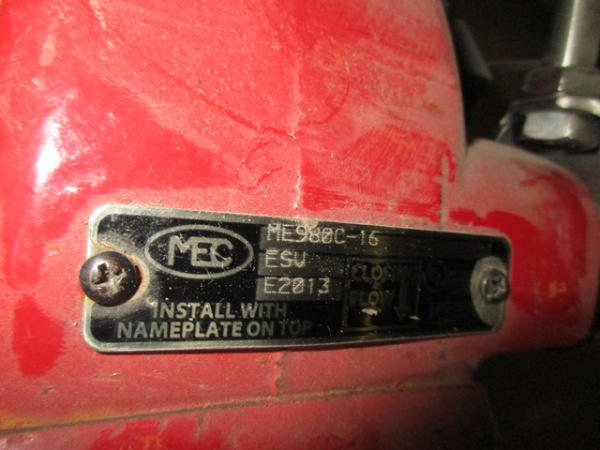 MEC
ME980C-16
ESV
E2013
CLOSING
FLOW
INSTALL WITH
NAMEPLATE ON TOP